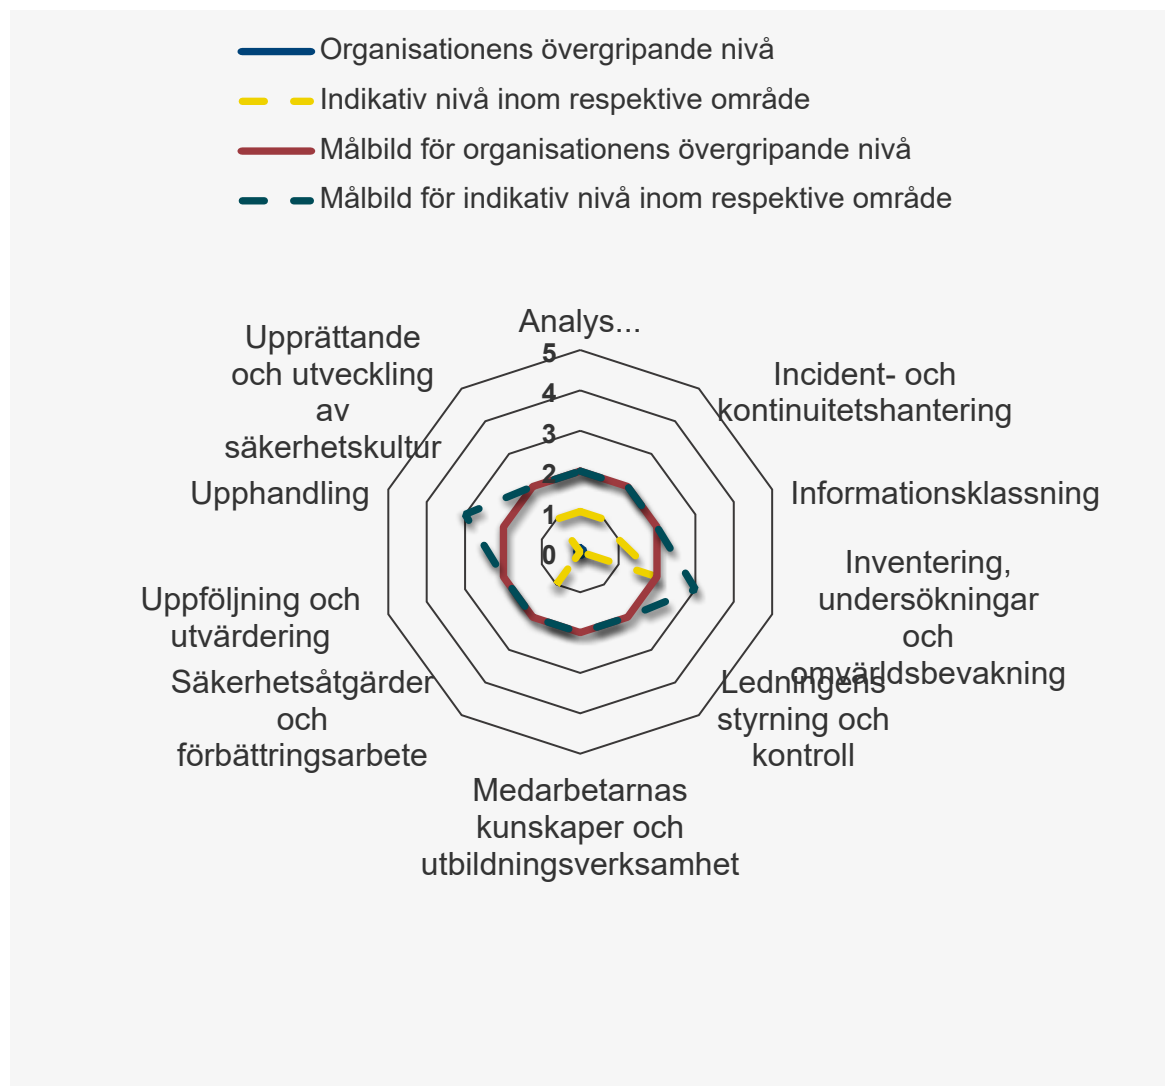 Organisationens övergripande nivå
Indikativ nivå inom respektive område
Målbild för organisationens övergripande nivå
Målbild för indikativ nivå inom respektive område
Analys...
Incident- och
kontinuitetshantering
Informationsklassning
Inventering,
undersökningar
och
omvärldsbevakning
Ledningens
styrning och
kontroll
Medarbetarnas
kunskaper och
utbildningsverksamhet
Säkerhetsåtgärder
och
förbättringsarbete
Uppföljning och
utvärdering
Upphandling
Upprättande
och utveckling
av
säkerhetskultur
5
4
3
2
1
0